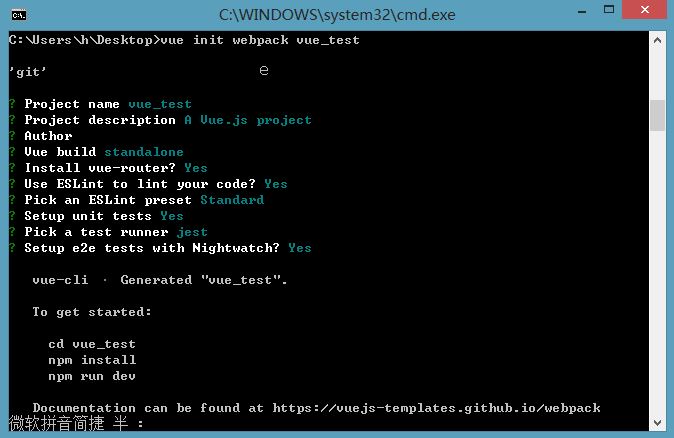 C:\WINDOWS\system32\cmd.exe
C:\Users\h\Desktop>vue init webpack vue_test
'git'
? Project name vue_test
? Project description A Vue.js project
? Author
? Vue build standalone
? Install vue-router? Yes
? Use ESLint to lint your code? Yes
? Pick an ESLint preset Standard
? Setup unit tests Yes
? Pick a test runner jest
? Setup e2e tests with Nightwatch? Yes
vue-cli · Generated "vue_test".
To get started:
cd vue_test
npm install
npm run dev
Documentation can be found at https://vuejs-templates.github.io/webpack
微软拼音简捷 半 :